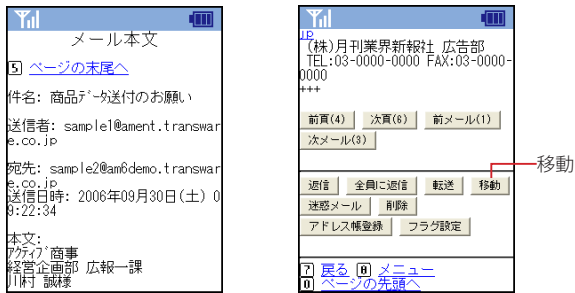 メール本文
5 ページの末尾へ
件名: 商品ﾃﾞｰﾀ送付のお願い
送信者: sample1@ament.transwar
e.co.jp
宛先: sample2@am6demo.transwar
e.co.jp
送信日時: 2006年09月30日(土) 0
9:22:34
本文:
ｱｸﾃｨﾌﾞ商事
経営企画部 広報一課
川村 誠様
jp
(株)月刊業界新報社 広告部
TEL:03-0000-0000 FAX:03-0000-
0000
+++
前頁(4) 次頁(6) 前メール(1)
次メール(3)
返信 全員に返信 転送 移動
迷惑メール 削除
アドレス帳登録 フラグ設定
7 戻る 8 メニュー
0 ページの先頭へ
移動